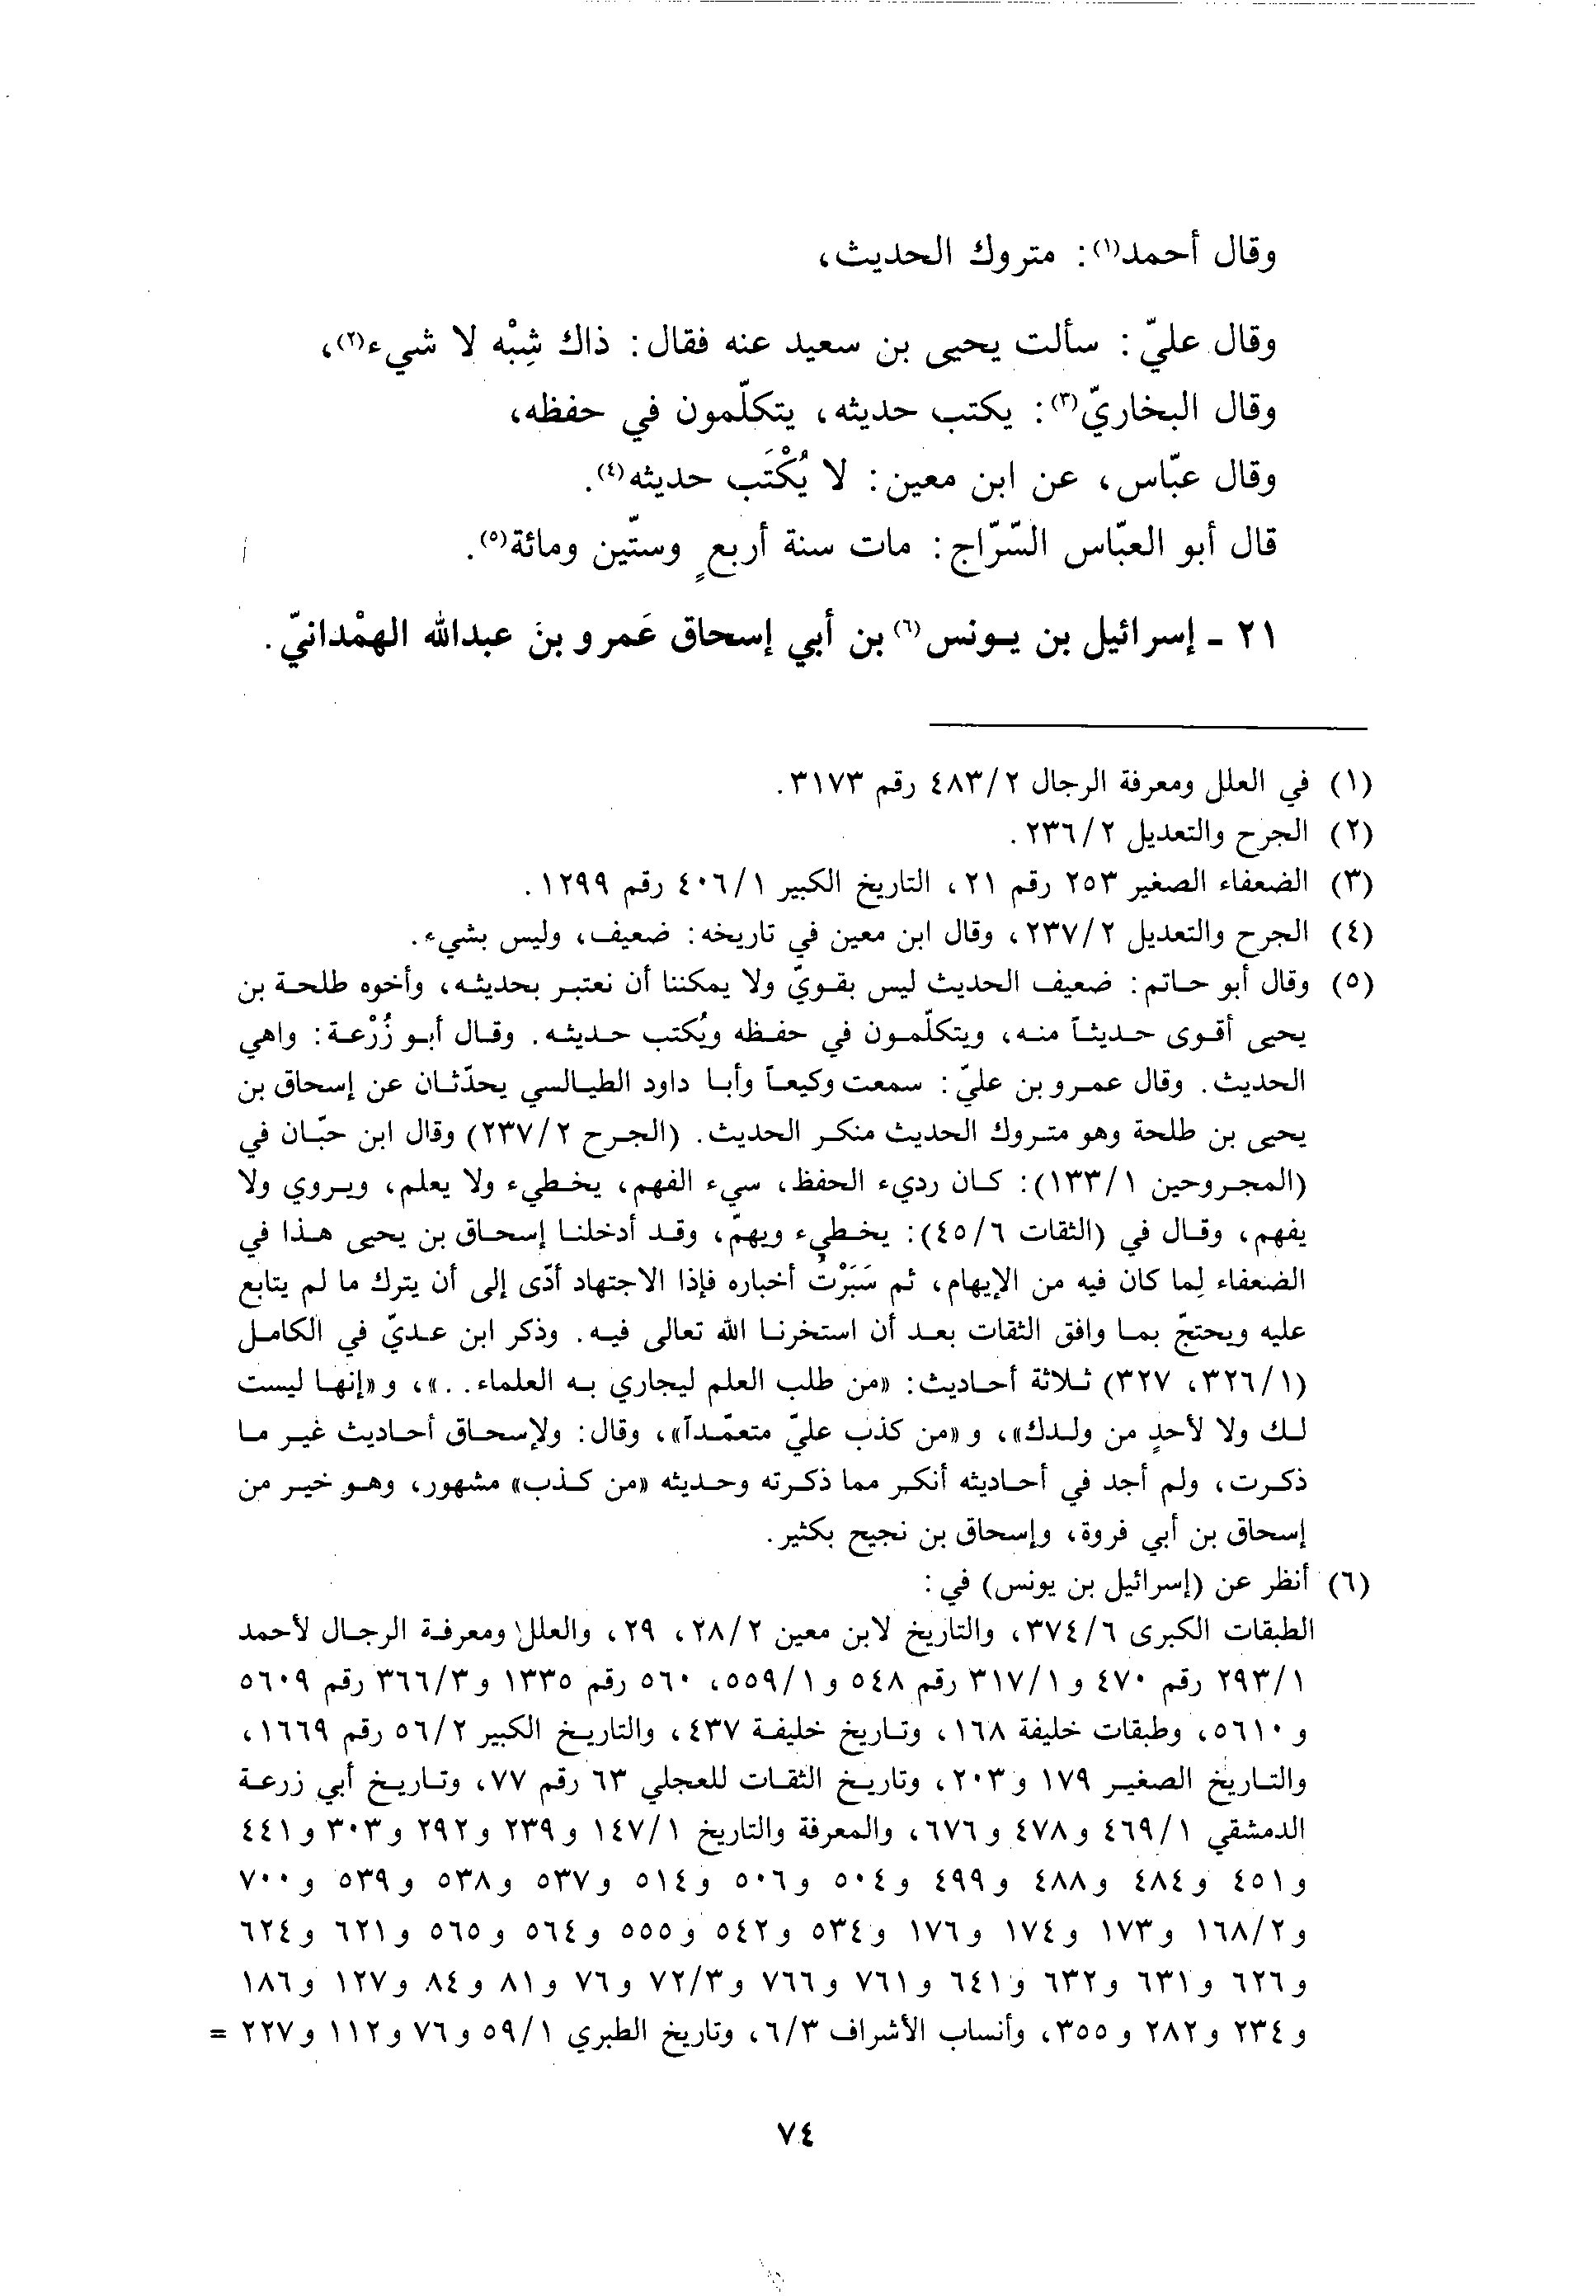 وقال أحمد(١): متروك الحديث،
وقال عليّ: سألت يحيى بن سعيد عنه فقال: ذاك شِبْه لا شيء(٢)،
وقال البخاريّ(٣): يكتب حديثه، يتكلّمون في حفظه،
وقال عبّاس، عن ابن معين: لا يُكْتَب حديثه(٤).
قال أبو العبّاس السّرّاج: مات سنة أربعٍ وستّين ومائة(٥).
٢١ - إسرائيل بن يونس(٦) بن أبي إسحاق عَمرو بنَ عبدالله الهمْدانيّ.
(١) في العلل ومعرفة الرجال ٤٨٣/٢ رقم ٣١٧٣.
(٢) الجرح والتعديل ٢٣٦/٢.
(٣) الضعفاء الصغير ٢٥٣ رقم ٢١، التاريخ الكبير ٤٠٦/١ رقم ١٢٩٩.
(٤) الجرح والتعديل ٢٣٧/٢، وقال ابن معين في تاريخه: ضعيف، وليس بشيء.
(٥) وقال أبو حاتم: ضعيف الحديث ليس بقويّ ولا يمكننا أن نعتبر بحديثه، وأخوه طلحة بن
يحيى أقوى حديثاً منه، ويتكلّمون في حفظه ويُكتب حديثه. وقال أبو زُرْعة: واهي
الحديث. وقال عمرو بن عليّ: سمعت وكيعاً وأبا داود الطيالسي يحدّثان عن إسحاق بن
يحيى بن طلحة وهو متروك الحديث منكر الحديث. (الجرح ٢٣٧/٢) وقال ابن حبّان في
(المجروحين ١٣٣/١): كان رديء الحفظ، سيء الفهم، يخطيء ولا يعلم، ويروي ولا
يفهم، وقال في (الثقات ٤٥/٦): يخطيء ويهمّ، وقد أدخلنا إسحاق بن يحيى هذا في
الضعفاء لِما كان فيه من الإيهام، ثم سَبَرْتُ أخباره فإذا الاجتهاد أدّى إلى أن يترك ما لم يتابع
عليه ويحتجّ بما وافق الثقات بعد أن استخرنا الله تعالى فيه. وذكر ابن عديّ في الكامل
(٣٢٦/١، ٣٢٧) ثلاثة أحاديث: «من طلب العلم ليجاري به العلماء..»، و«إنها ليست
لك ولا لأحدٍ من ولدك»، و«من كذب عليّ متعمّداً»، وقال: ولإسحاق أحاديث غير ما
ذكرت، ولم أجد في أحاديثه أنكر مما ذكرته وحديثه «من كذب» مشهور، وهو خير من
إسحاق بن أبي فروة، وإسحاق بن نجيح بكثير.
(٦) أنظر عن (إسرائيل بن يونس) في:
الطبقات الكبرى ٣٧٤/٦، والتاريخ لابن معين ٢٨/٢، ٢٩، والعلل ومعرفة الرجال لأحمد
٢٩٣/١ رقم ٤٧٠ و٣١٧/١ رقم ٥٤٨ و٥٥٩/١، ٥٦٠ رقم ١٣٣٥ و٣٦٦/٣ رقم ٥٦٠٩
و٥٦١٠، وطبقات خليفة ١٦٨، وتاريخ خليفة ٤٣٧، والتاريخ الكبير ٥٦/٢ رقم ١٦٦٩،
والتاريخ الصغير ١٧٩ و٢٠٣، وتاريخ الثقات للعجلي ٦٣ رقم ٧٧، وتاريخ أبي زرعة
الدمشقي ٤٦٩/١ و٤٧٨ و٦٧٦، والمعرفة والتاريخ ١٤٧/١ و٢٣٩ و٢٩٢ و٣٠٣ و٤٤١
و٤٥١ و٤٨٤ و٤٨٨ و٤٩٩ و٥٠٤ و٥٠٦ و٥١٤ و٥٣٧ و٥٣٨ و٥٣٩ و٧٠٠
و١٦٨/٢ و١٧٣ و١٧٤ و١٧٦ و٥٣٤ و٥٤٢ و٥٥٥ و٥٦٤ و٥٦٥ و٦٢١ و٦٢٤
و٦٢٦ و٦٣١ و٦٣٢ و٦٤١ و٧٦١ و٧٦٦ و٧٢/٣ و٧٦ و٨١ و٨٤ و١٢٧ و١٨٦
و٢٣٤ و٢٨٢ و٣٥٥، وأنساب الأشراف ٦/٣، وتاريخ الطبري ٥٩/١ و٧٦ و١١٢ و٢٢٧ =
٧٤